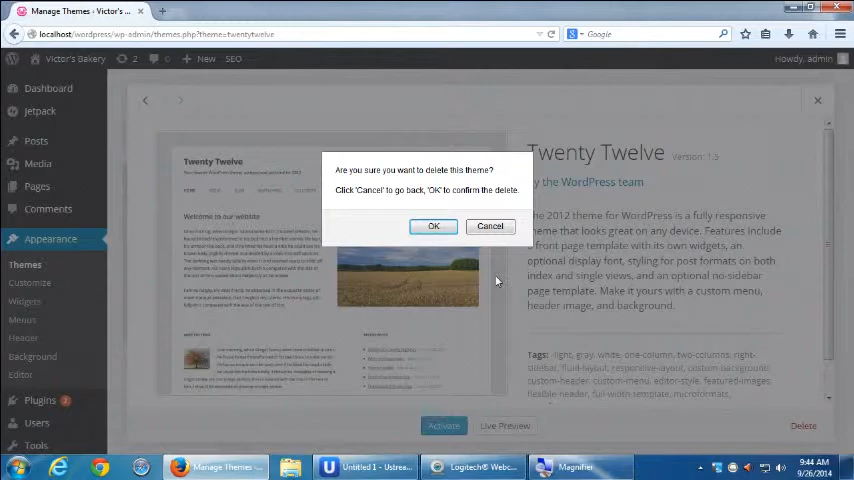 Manage Themes ‹ Victor's ...
localhost/wordpress/wp-admin/themes.php?theme=twentytwelve
Google
Victor's Bakery 2 0 New SEO
Howdy, admin
Dashboard
Jetpack
Posts
Media
Pages
Comments
Appearance
Themes
Customize
Widgets
Menus
Header
Background
Editor
Plugins 2
Users
Tools
Twenty Twelve
HOME
Welcome to our website
Are you sure you want to delete this theme?
Click 'Cancel' to go back, 'OK' to confirm the delete.
OK Cancel
Twenty Twelve Version: 1.5
By the WordPress team
The 2012 theme for WordPress is a fully responsive
theme that looks great on any device. Features include
a front page template with its own widgets, an
optional display font, styling for post formats on both
index and single views, and an optional no-sidebar
page template. Make it yours with a custom menu,
header image, and background.
Tags: -light, gray, white, one-column, two-columns, right-
sidebar, fluid-layout, responsive-layout, custom-background,
custom-header, custom-menu, editor-style, featured-images,
flexible-header, full-width-template, microformats,
Activate Live Preview Delete
Manage Themes ‹ ...
Untitled 1 - Ustrea...
Logitech® Webc...
Magnifier
9:44 AM
9/26/2014